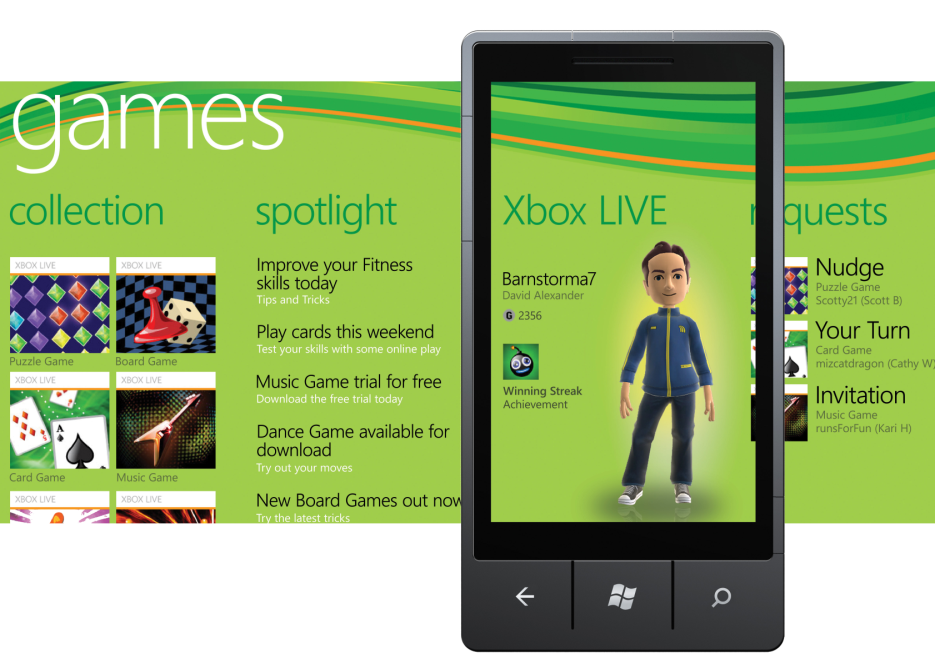 games
collection
XBOX LIVE
XBOX LIVE
Puzzle Game
Board Game
XBOX LIVE
XBOX LIVE
A
Card Game
Music Game
XBOX LIVE
XBOX LIVE
spotlight
Improve your Fitness
skills today
Tips and Tricks
Play cards this weekend
Test your skills with some online play
Music Game trial for free
Download the free trial today
Dance Game available for
download
Try out your moves
New Board Games out now
Try the latest tricks
Xbox LIVE
Barnstorma7
David Alexander
G 2356
Winning Streak
Achievement
requests
Nudge
Puzzle Game
Scotty21 (Scott B)
Your Turn
Card Game
mizcatdragon (Cathy W)
Invitation
Music Game
runsForFun (Kari H)